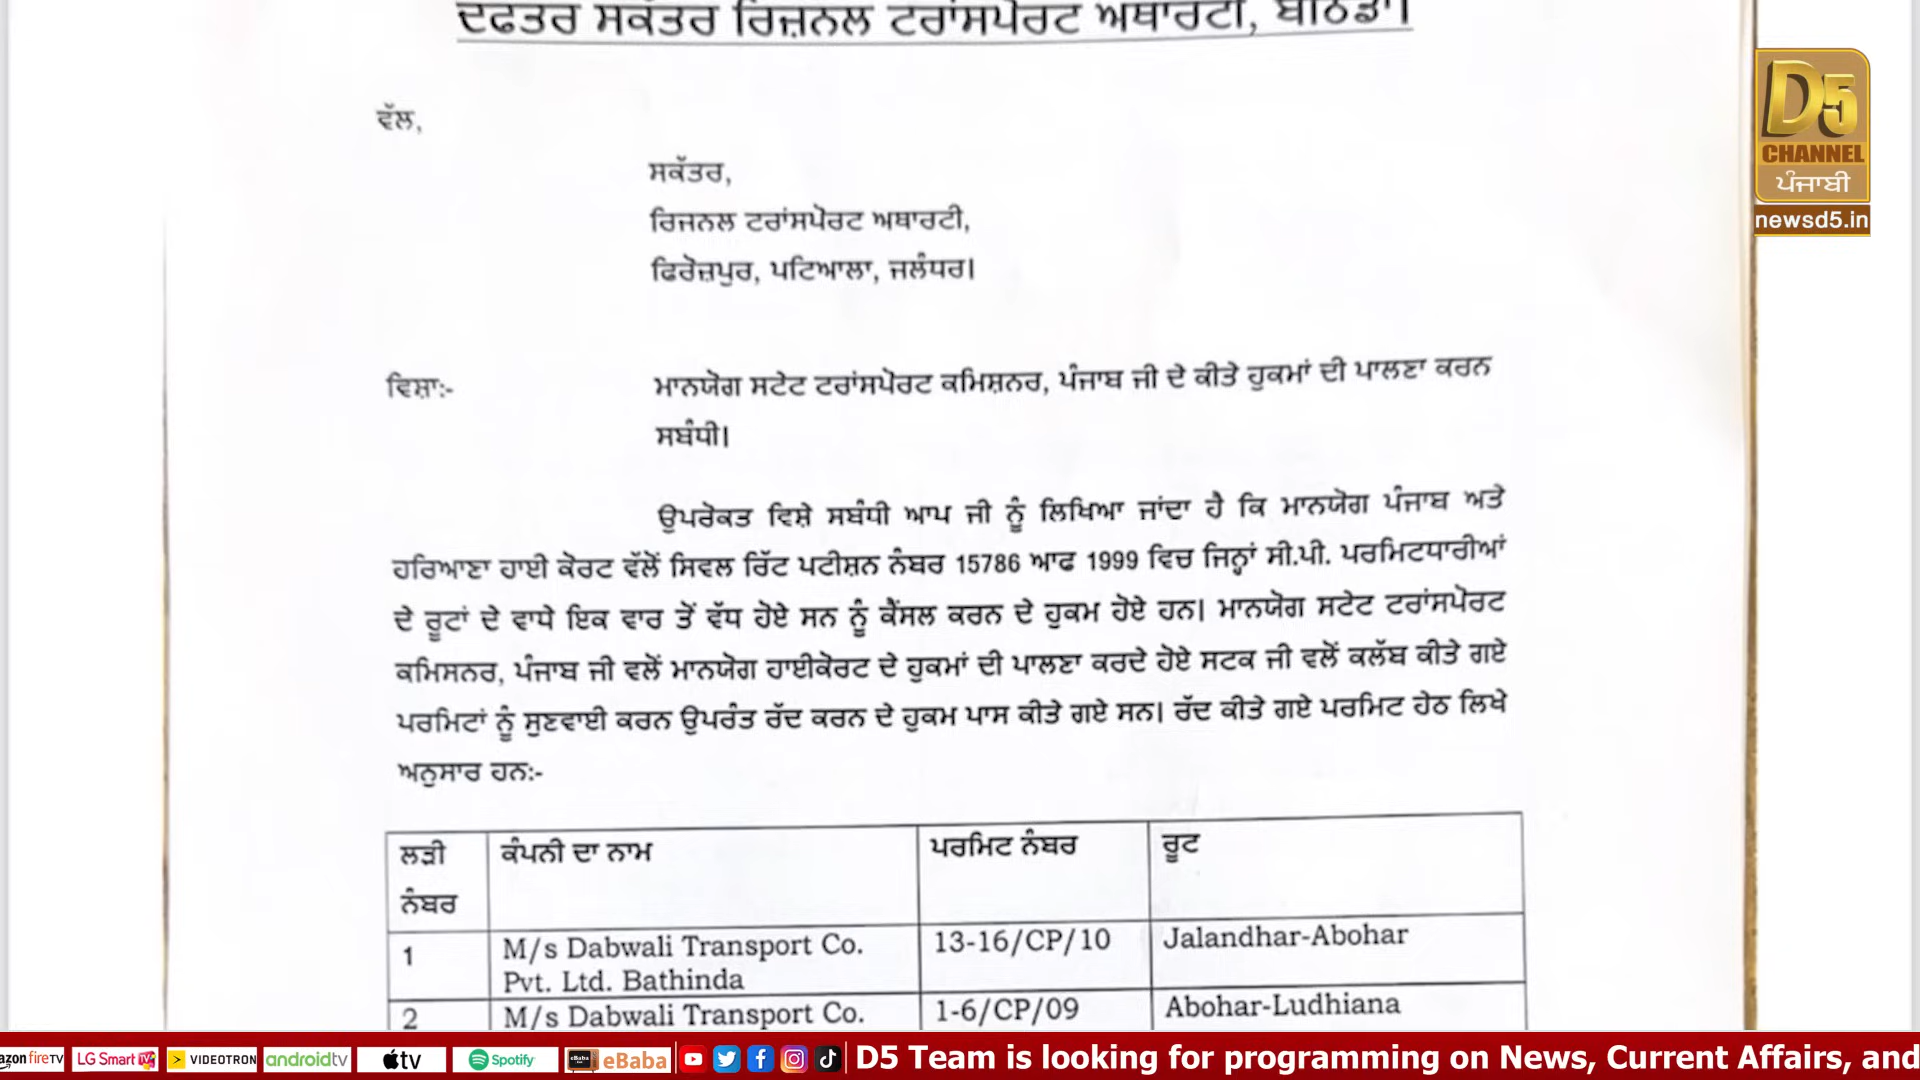 ਦਫਤਰ ਸਕੱਤਰ ਰਿਜ਼ਨਲ ਟਰਾਂਸਪੋਰਟ ਅਥਾਰਟੀ, ਬਠਿੰਡਾ।
ਵੱਲ,
ਸਕੱਤਰ,
ਰਿਜਨਲ ਟਰਾਂਸਪੋਰਟ ਅਥਾਰਟੀ,
ਫਿਰੋਜ਼ਪੁਰ, ਪਟਿਆਲਾ, ਜਲੰਧਰ।
ਵਿਸ਼ਾ:-
ਮਾਨਯੋਗ ਸਟੇਟ ਟਰਾਂਸਪੋਰਟ ਕਮਿਸ਼ਨਰ, ਪੰਜਾਬ ਜੀ ਦੇ ਕੀਤੇ ਹੁਕਮਾਂ ਦੀ ਪਾਲਣਾ ਕਰਨ
ਸਬੰਧੀ।
ਉਪਰੋਕਤ ਵਿਸ਼ੇ ਸਬੰਧੀ ਆਪ ਜੀ ਨੂੰ ਲਿਖਿਆ ਜਾਂਦਾ ਹੈ ਕਿ ਮਾਨਯੋਗ ਪੰਜਾਬ ਅਤੇ
ਹਰਿਆਣਾ ਹਾਈ ਕੋਰਟ ਵੱਲੋਂ ਸਿਵਲ ਰਿੱਟ ਪਟੀਸ਼ਨ ਨੰਬਰ 15786 ਆਫ 1999 ਵਿਚ ਜਿਨ੍ਹਾਂ ਸੀ.ਪੀ. ਪਰਮਿਟਧਾਰੀਆਂ
ਦੇ ਰੂਟਾਂ ਦੇ ਵਾਧੇ ਇਕ ਵਾਰ ਤੋਂ ਵੱਧ ਹੋਏ ਸਨ ਨੂੰ ਕੈਂਸਲ ਕਰਨ ਦੇ ਹੁਕਮ ਹੋਏ ਹਨ। ਮਾਨਯੋਗ ਸਟੇਟ ਟਰਾਂਸਪੋਰਟ
ਕਮਿਸਨਰ, ਪੰਜਾਬ ਜੀ ਵਲੋਂ ਮਾਨਯੋਗ ਹਾਈਕੋਰਟ ਦੇ ਹੁਕਮਾਂ ਦੀ ਪਾਲਣਾ ਕਰਦੇ ਹੋਏ ਸਟਕ ਜੀ ਵਲੋਂ ਕਲੱਬ ਕੀਤੇ ਗਏ
ਪਰਮਿਟਾਂ ਨੂੰ ਸੁਣਵਾਈ ਕਰਨ ਉਪਰੰਤ ਰੱਦ ਕਰਨ ਦੇ ਹੁਕਮ ਪਾਸ ਕੀਤੇ ਗਏ ਸਨ। ਰੱਦ ਕੀਤੇ ਗਏ ਪਰਮਿਟ ਹੇਠ ਲਿਖੇ
ਅਨੁਸਾਰ ਹਨ:-
ਲੜੀ ਨੰਬਰ ਕੰਪਨੀ ਦਾ ਨਾਮ ਪਰਮਿਟ ਨੰਬਰ ਰੂਟ
1 M/s Dabwali Transport Co. 13-16/CP/10 Jalandhar-Abohar
Pvt. Ltd. Bathinda
2 M/s Dabwali Transport Co. 1-6/CP/09 Abohar-Ludhiana
D5
CHANNEL
ਪੰਜਾਬੀ
newsd5.in
azon fireTV LG Smart TV VIDEOTRON androidtv tv Spotify eBaba D5 Team is looking for programming on News, Current Affairs, and